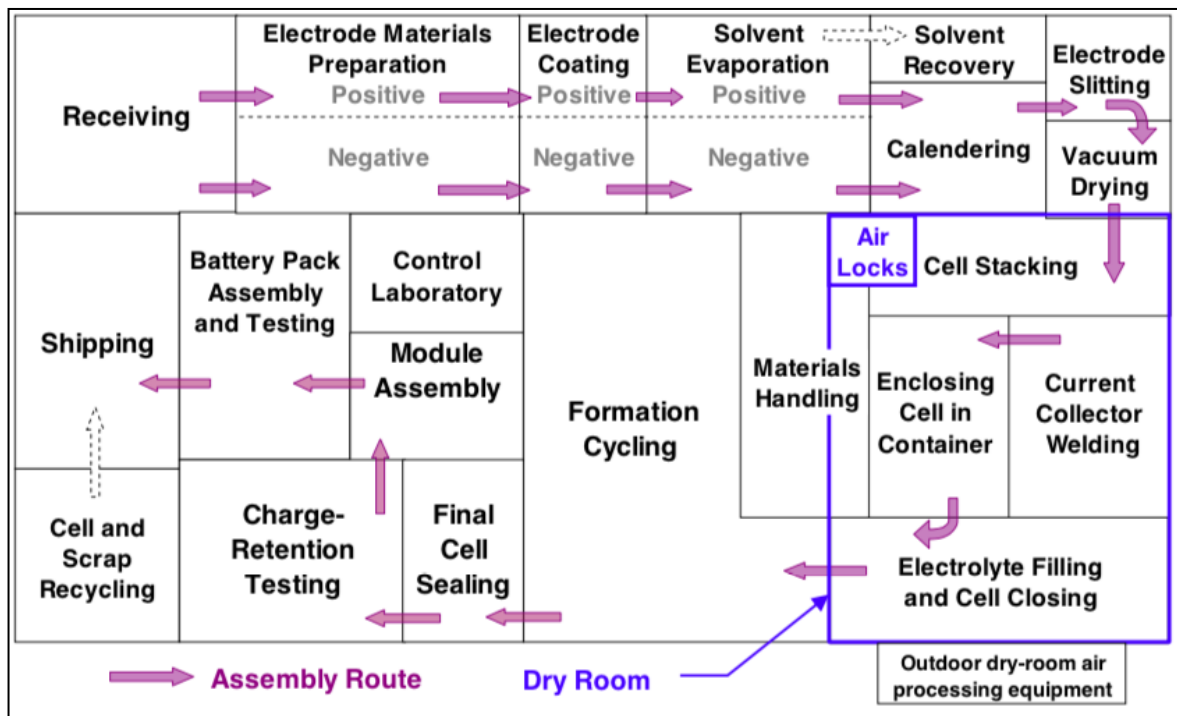 Receiving
Electrode Materials
Preparation
Positive
Negative
Electrode
Coating
Positive
Negative
Solvent
Evaporation
Positive
Negative
Solvent
Recovery
Calendering
Electrode
Slitting
Vacuum
Drying
Shipping
Battery Pack
Assembly
and Testing
Control
Laboratory
Module
Assembly
Formation
Cycling
Materials
Handling
Air
Locks
Cell Stacking
Enclosing
Cell in
Container
Current
Collector
Welding
Cell and
Scrap
Recycling
Charge-
Retention
Testing
Final
Cell
Sealing
Electrolyte Filling
and Cell Closing
Assembly Route
Dry Room
Outdoor dry-room air
processing equipment